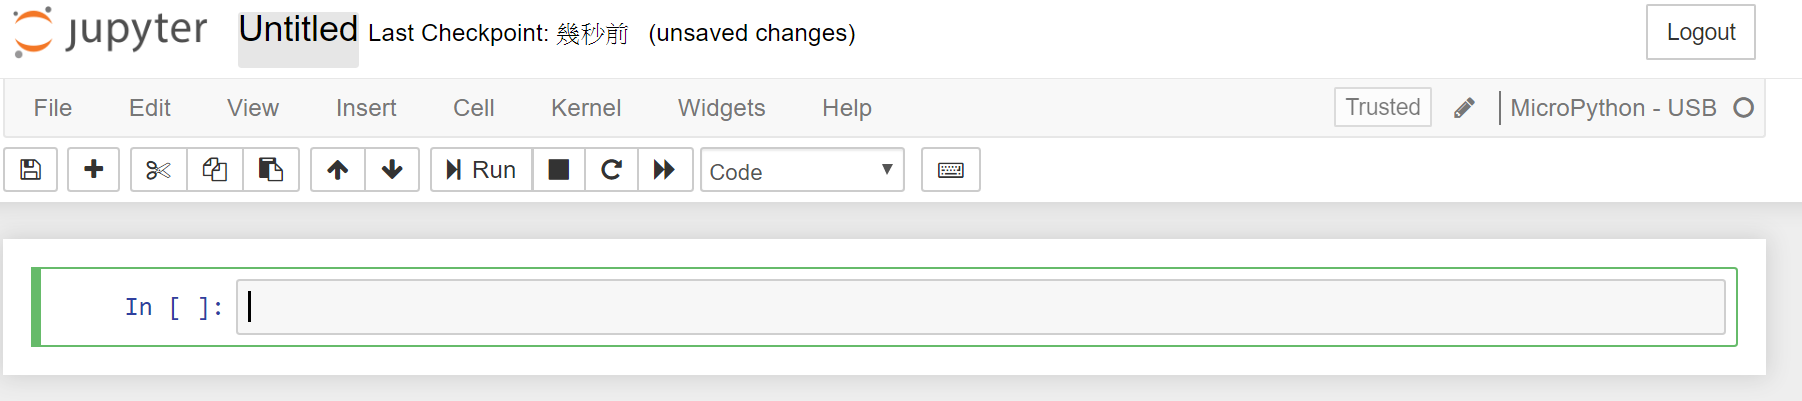 jupyter Untitled Last Checkpoint: 幾秒前 (unsaved changes) Logout
File Edit View Insert Cell Kernel Widgets Help Trusted MicroPython - USB
Run Code
In [ ]: